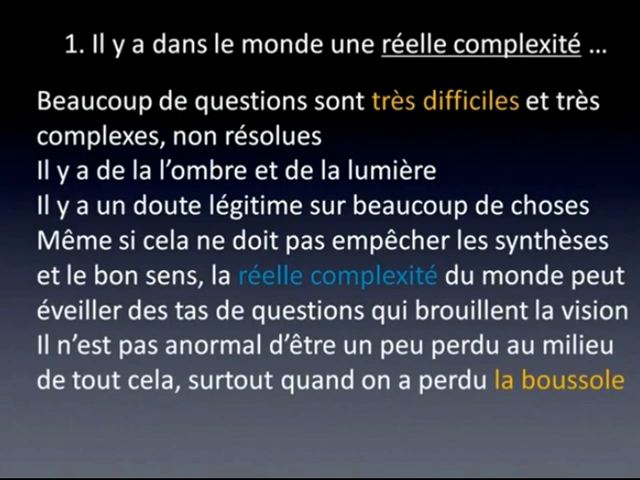 1. Il y a dans le monde une réelle complexité ...
Beaucoup de questions sont très difficiles et très
complexes, non résolues
Il y a de la l’ombre et de la lumière
Il y a un doute légitime sur beaucoup de choses
Même si cela ne doit pas empêcher les synthèses
et le bon sens, la réelle complexité du monde peut
éveiller des tas de questions qui brouillent la vision
Il n’est pas anormal d’être un peu perdu au milieu
de tout cela, surtout quand on a perdu la boussole